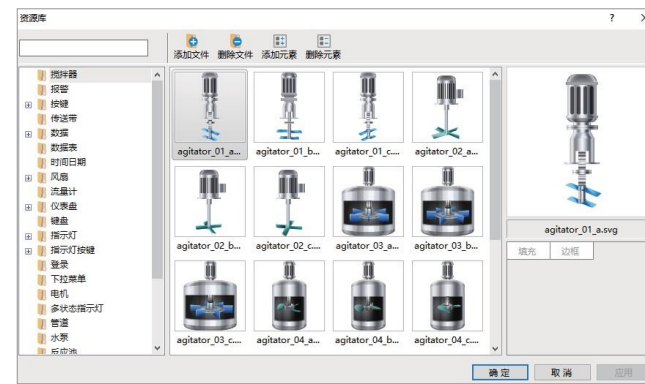 资源库
?
添加文件 删除文件 添加元素 删除元素
搅拌器
报警
按键
传送带
数据
数据表
时间日期
风扇
流量计
仪表盘
键盘
指示灯
指示灯按键
登录
下拉菜单
电机
多状态指示灯
管道
水泵
反应池
agitator_01_a... agitator_01_b... agitator_01_c.... agitator_02_a...
agitator_02_b... agitator_02_c.... agitator_03_a... agitator_03_b...
agitator_03_c.... agitator_04_a... agitator_04_b... agitator_04_c....
agitator_01_a.svg
填充 边框
确定 取消 应用